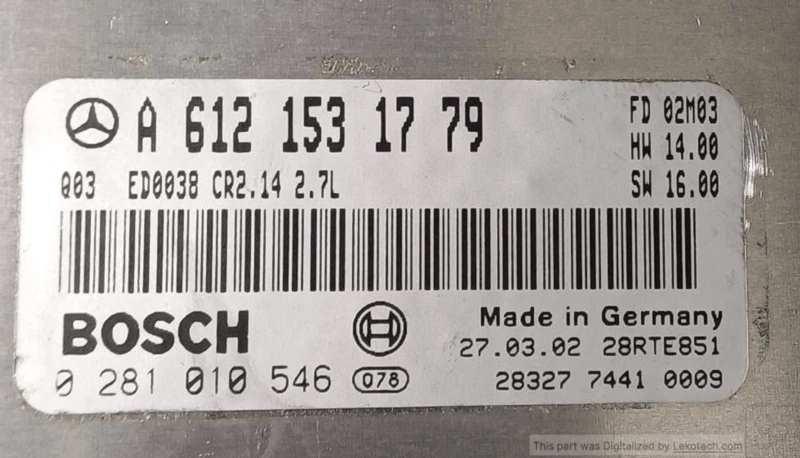 A 612 153 17 79
FD 02M03
HW 14.00
Q03 ED0038 CR2.14 2.7L
SW 16.00
BOSCH
Made in Germany
27.03.02 28RTE851
0 281 010 546 078
28327 7441 0009
This part was Digitalized by Lekotech.com